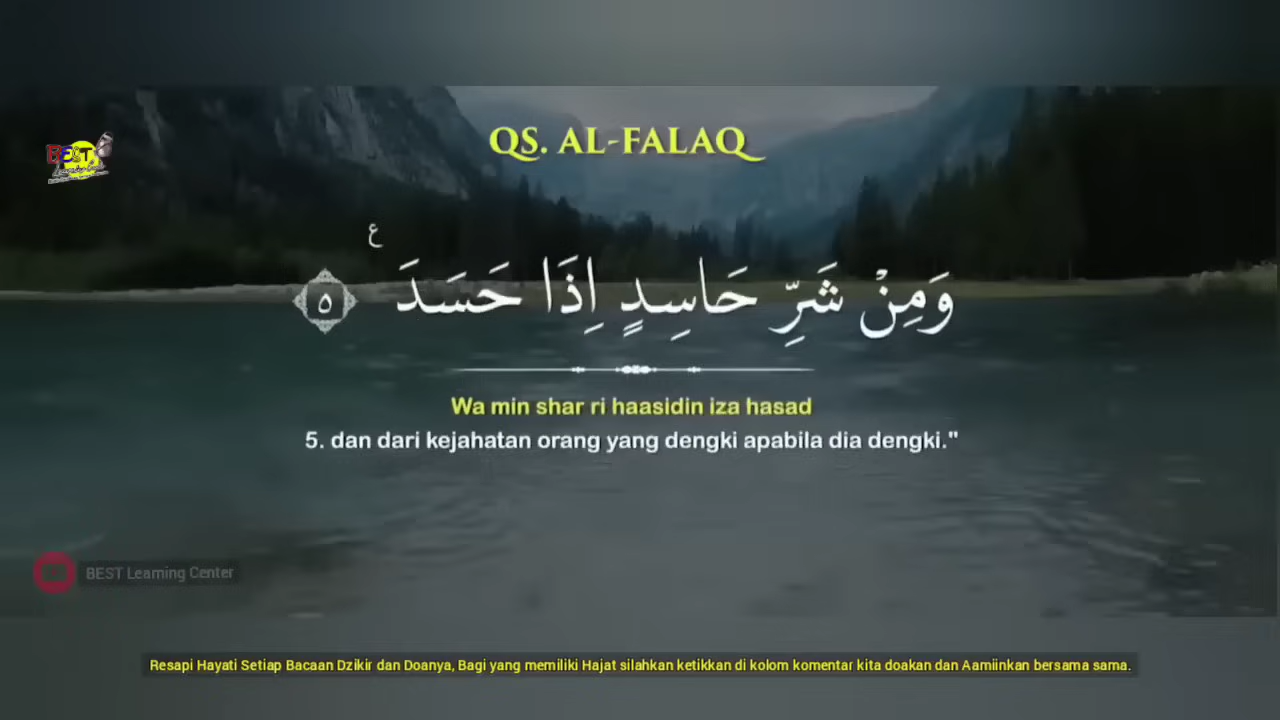 QS. AL-FALAQ
BEST
ع
وَمِنْ شَرِّ حَاسِدٍ اِذَا حَسَدَ ۝٥
Wa min shar ri haasidin iza hasad
5. dan dari kejahatan orang yang dengki apabila dia dengki."
BEST Learning Center
Resapi Hayati Setiap Bacaan Dzikir dan Doanya, Bagi yang memiliki Hajat silahkan ketikkan di kolom komentar kita doakan dan Aamiinkan bersama sama.